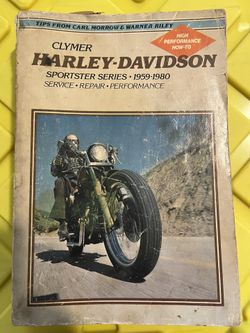 TIPS FROM CARL MORROW & WARNER RILEY
CLYMER
HARLEY-DAVIDSON
SPORTSTER SERIES • 1959-1980
SERVICE • REPAIR • PERFORMANCE
HIGH
PERFORMANCE
HOW-TO